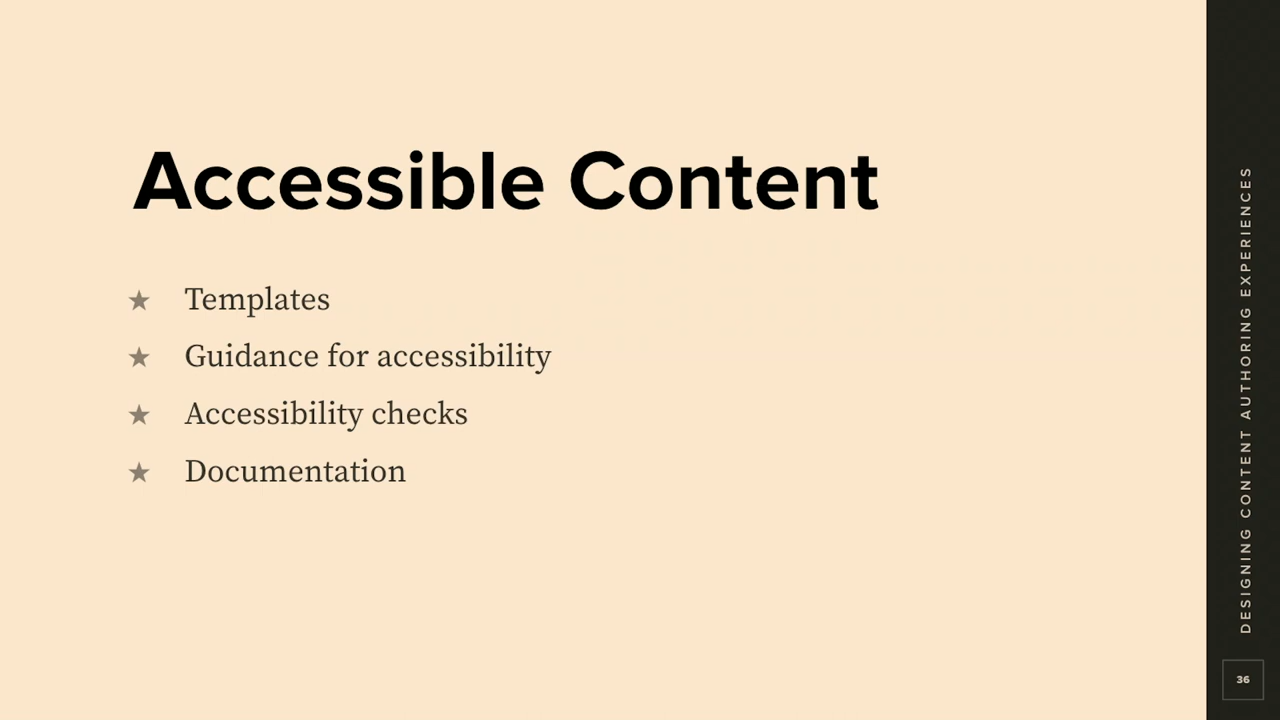 Accessible Content
★ Templates
★ Guidance for accessibility
★ Accessibility checks
★ Documentation
DESIGNING CONTENT AUTHORING EXPERIENCES
36